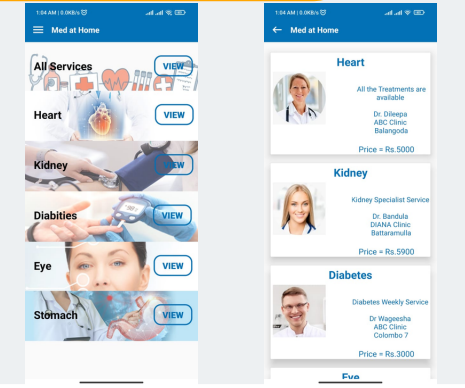 1:04 AM | 0.0KB/s
Med at Home
All Services
VIEW
Heart
VIEW
Kidney
VIEW
Diabities
VIEW
Eye
VIEW
Stomach
VIEW
1:04 AM | 0.0KB/s
Med at Home
Heart
All the Treatments are
available
Dr. Dileepa
ABC Clinic
Balangoda
Price = Rs.5000
Kidney
Kidney Specialist Service
Dr. Bandula
DIANA Clinic
Battaramulla
Price = Rs.5900
Diabetes
Diabetes Weekly Service
Dr Wageesha
ABC Clinic
Colombo 7
Price = Rs.3000
Eye